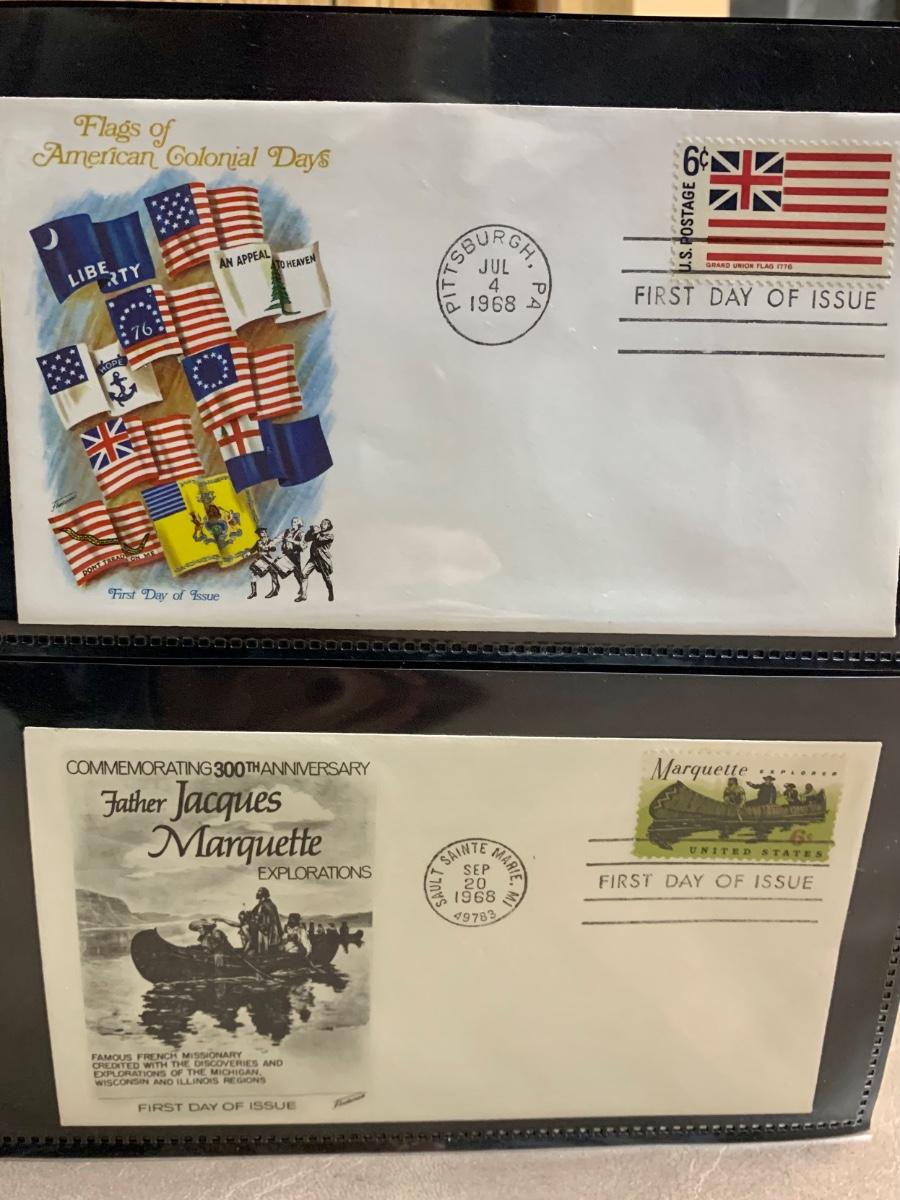 Flags of
American Colonial Days
LIBERTY
AN APPEAL TO HEAVEN
76
HOPE
DONT TREAD ON ME
First Day of Issue
PITTSBURGH, PA
JUL
4
1968
6¢
U.S. POSTAGE
GRAND UNION FLAG 1776
FIRST DAY OF ISSUE
COMMEMORATING 300TH ANNIVERSARY
Father Jacques
Marquette
EXPLORATIONS
FAMOUS FRENCH MISSIONARY
CREDITED WITH THE DISCOVERIES AND
EXPLORATIONS OF THE MICHIGAN,
WISCONSIN AND ILLINOIS REGIONS
FIRST DAY OF ISSUE
SAULT SAINTE MARIE, MI
SEP
20
1968
49783
Marquette EXPLORER
6¢
UNITED STATES
FIRST DAY OF ISSUE